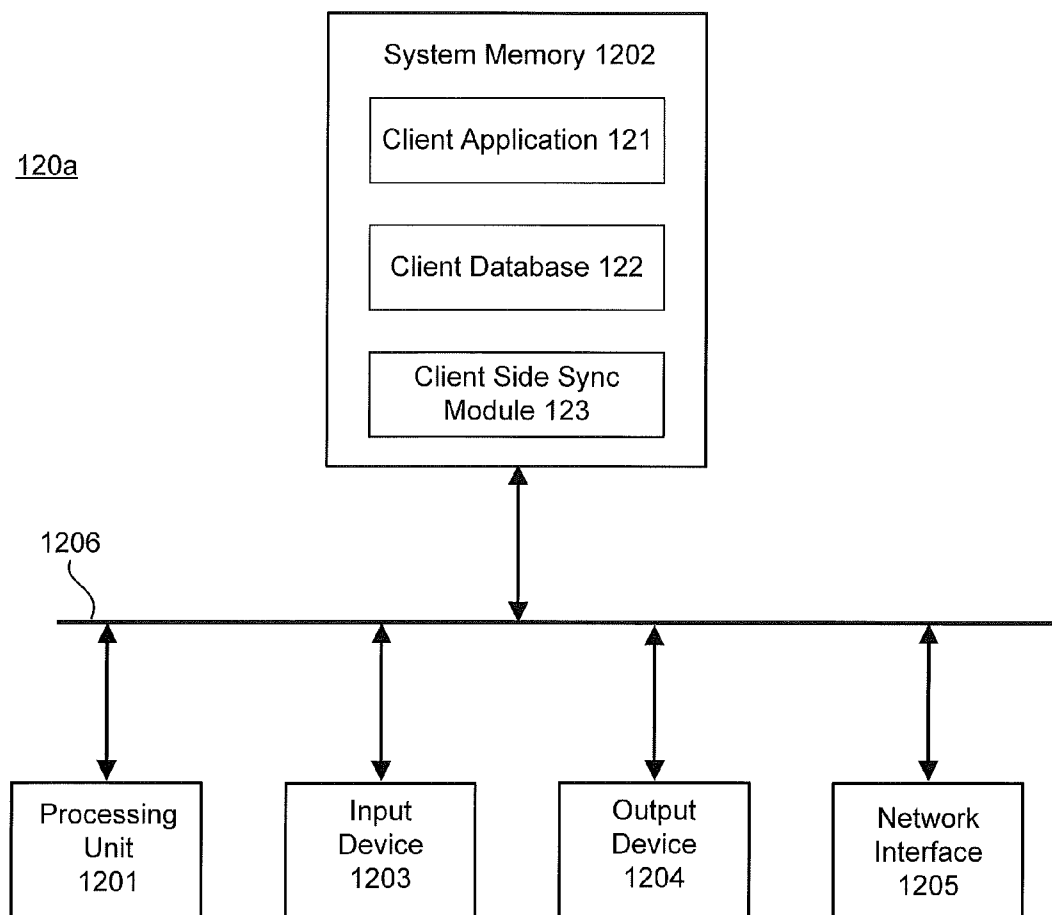 System Memory 1202
Client Application 121
120a
Client Database 122
Client Side Sync
Module 123
1206
Processing
Unit
1201
Input
Device
1203
Output
Device
1204
Network
Interface
1205